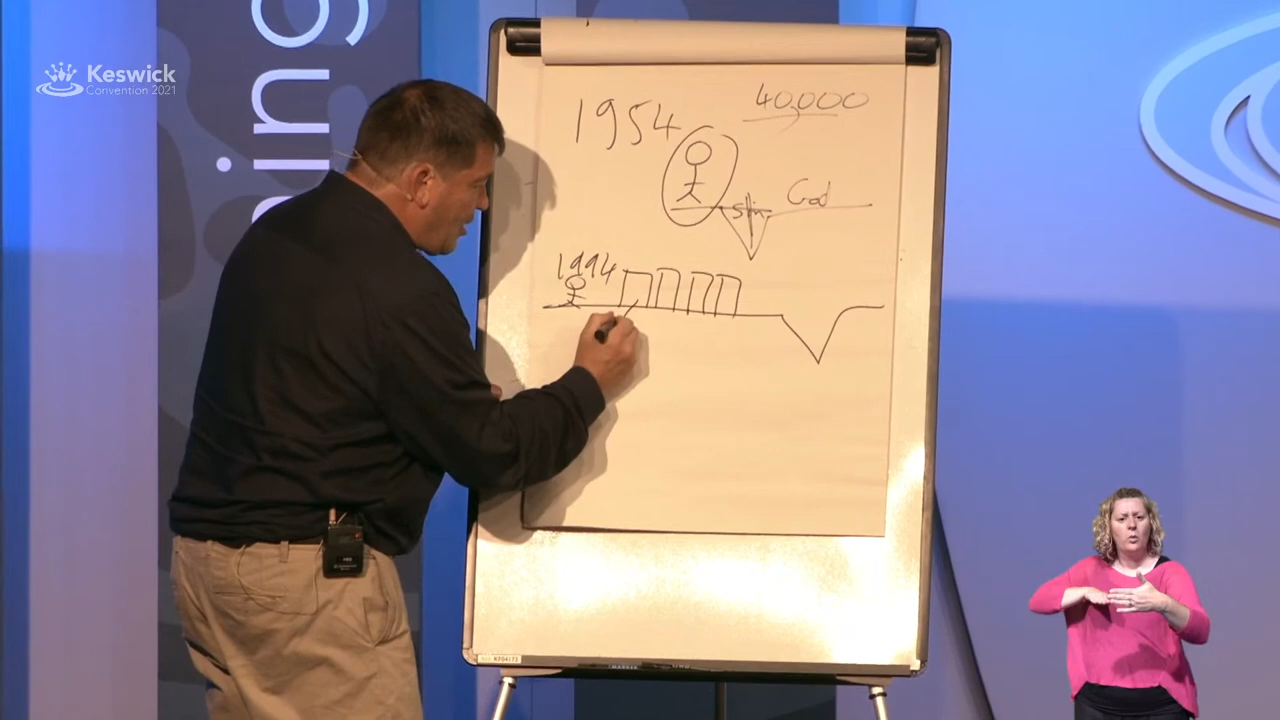 Keswick
Convention 2021
ing
40,000
1954
God
sin
1994